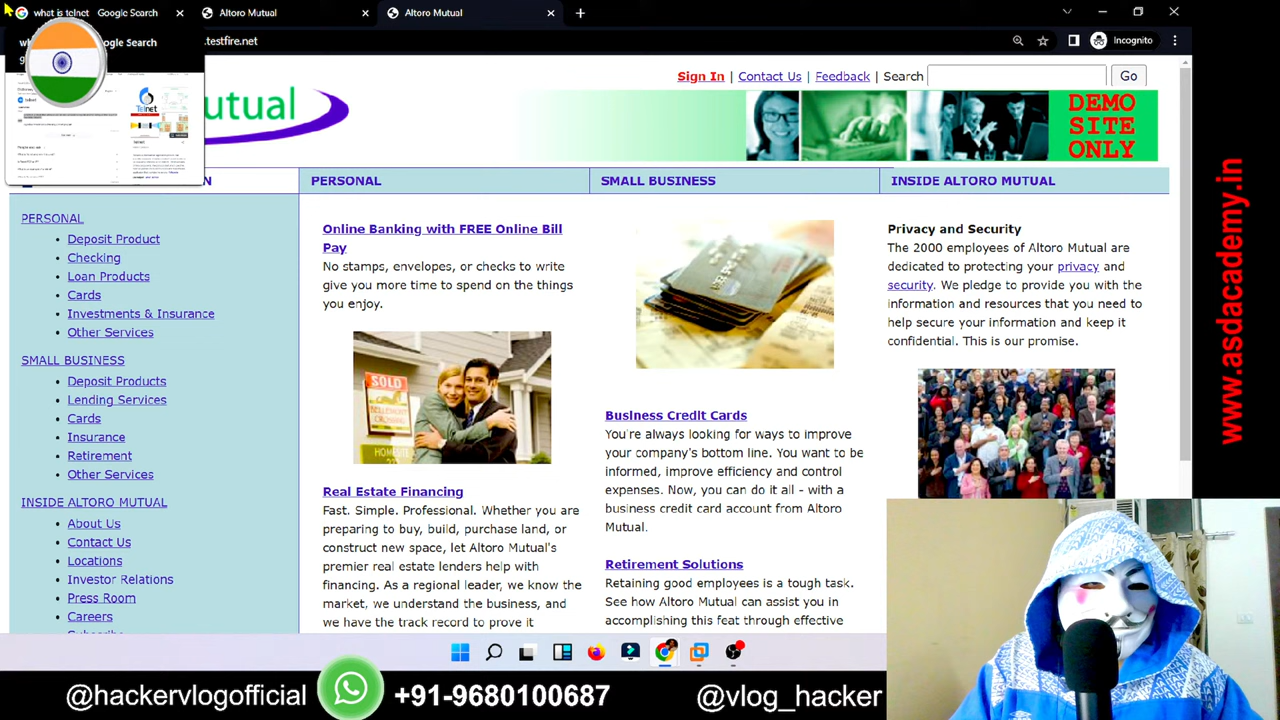 what is telnet - Google Search
Altoro Mutual
Altoro Mutual
Google Search
.testfire.net
Incognito
Sign In | Contact Us | Feedback | Search
Go
utual
DEMO
SITE
ONLY
Telnet
PERSONAL
SMALL BUSINESS
INSIDE ALTORO MUTUAL
PERSONAL
Deposit Product
Checking
Loan Products
Cards
Investments & Insurance
Other Services
SMALL BUSINESS
Deposit Products
Lending Services
Cards
Insurance
Retirement
Other Services
INSIDE ALTORO MUTUAL
About Us
Contact Us
Locations
Investor Relations
Press Room
Careers
Subscribe
Online Banking with FREE Online Bill
Pay
No stamps, envelopes, or checks to write
give you more time to spend on the things
you enjoy.
SOLD
Real Estate Financing
Fast. Simple. Professional. Whether you are
preparing to buy, build, purchase land, or
construct new space, let Altoro Mutual's
premier real estate lenders help with
financing. As a regional leader, we know the
market, we understand the business, and
we have the track record to prove it
Business Credit Cards
You're always looking for ways to improve
your company's bottom line. You want to be
informed, improve efficiency and control
expenses. Now, you can do it all - with a
business credit card account from Altoro
Mutual.
Retirement Solutions
Retaining good employees is a tough task.
See how Altoro Mutual can assist you in
accomplishing this feat through effective
Privacy and Security
The 2000 employees of Altoro Mutual are
dedicated to protecting your privacy and
security. We pledge to provide you with the
information and resources that you need to
help secure your information and keep it
confidential. This is our promise.
www.asdacademy.in
@hackervlogofficial
+91-9680100687
@vlog_hacker